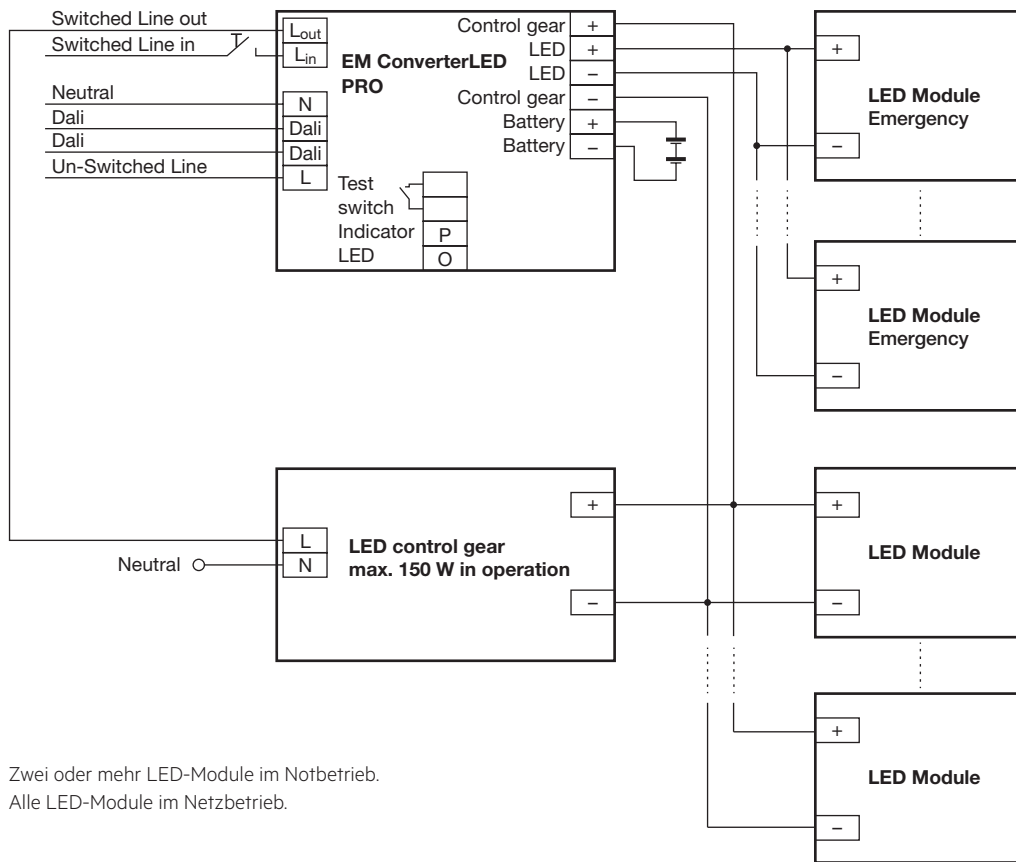 Switched Line out
Switched Line in
Neutral
Dali
Dali
Un-Switched Line
Lout
Lin
N
Dali
Dali
L
EM ConverterLED
PRO
Test
switch
Indicator
LED
P
O
Control gear +
LED +
LED −
Control gear −
Battery +
Battery −
+
−
LED Module
Emergency
+
−
LED Module
Emergency
Neutral
L
N
LED control gear
max. 150 W in operation
+
−
+
−
LED Module
+
−
LED Module
Zwei oder mehr LED-Module im Notbetrieb.
Alle LED-Module im Netzbetrieb.